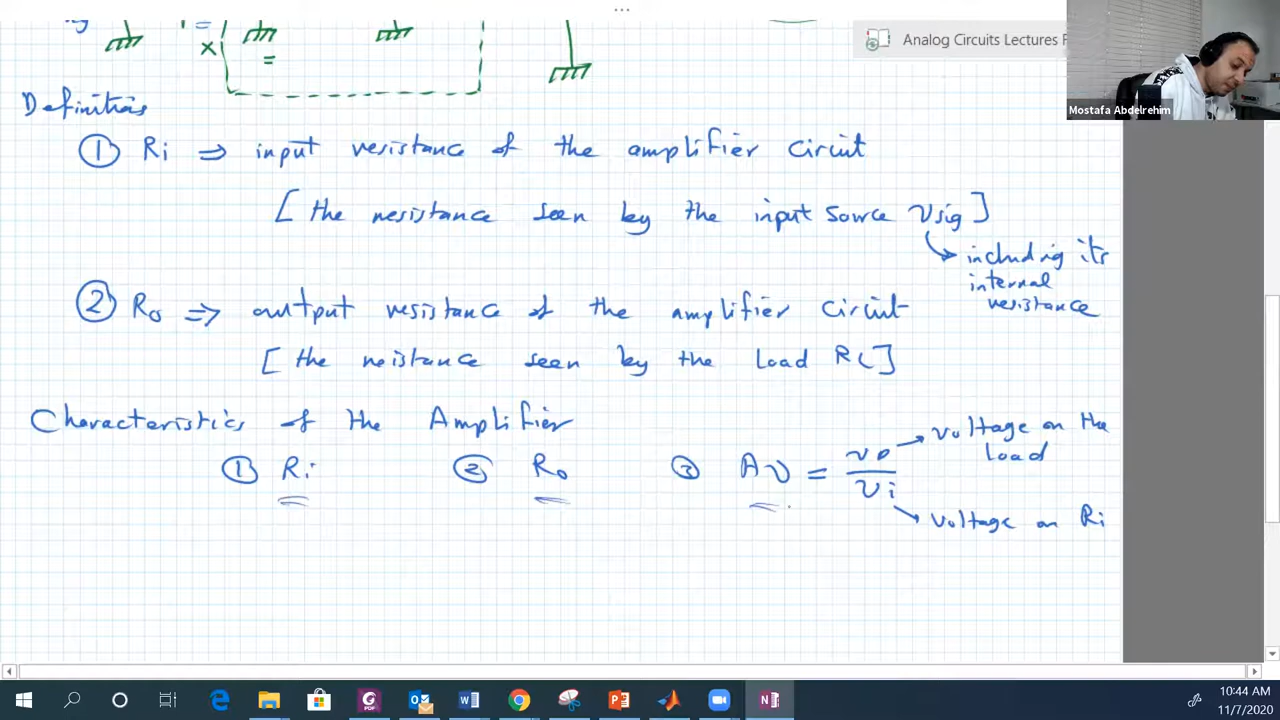 Analog Circuits Lectures F
Mostafa Abdelrehim
x
=
Definitions
① Ri ⇒ input resistance of the amplifier circuit
[ the resistance seen by the input source vsig ]
including its
internal
resistance
② Ro ⇒ output resistance of the amplifier circuit
[ the resistance seen by the Load RL ]
Characteristics of the Amplifier
① Ri ② Ro ③ Av = vo / vi
voltage on the
load
voltage on Ri
10:44 AM
11/7/2020